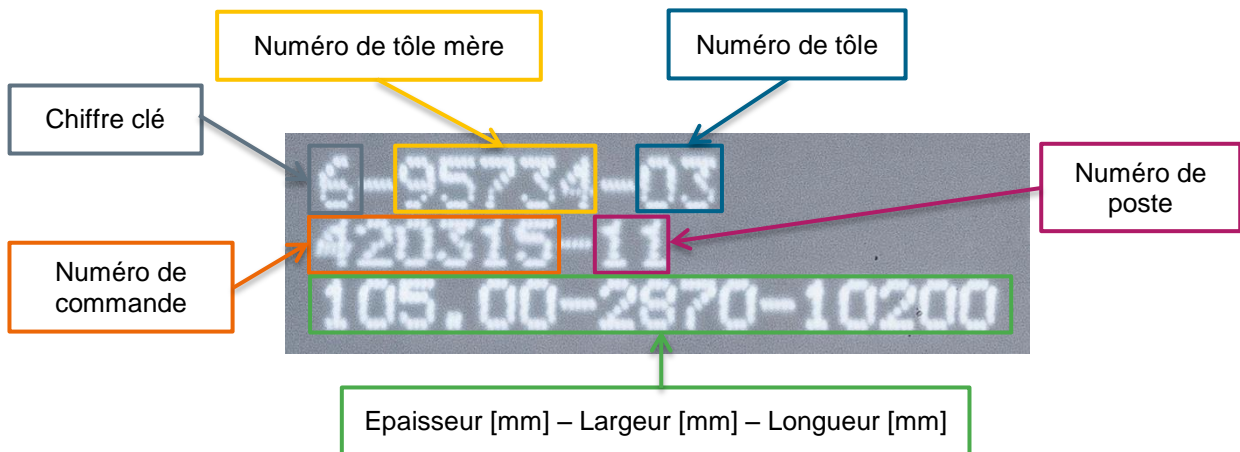 Numéro de tôle mère
Numéro de tôle
Chiffre clé
Numéro de
poste
6-95734-03
420315-11
105.00-2870-10200
Numéro de
commande
Epaisseur [mm] – Largeur [mm] – Longueur [mm]